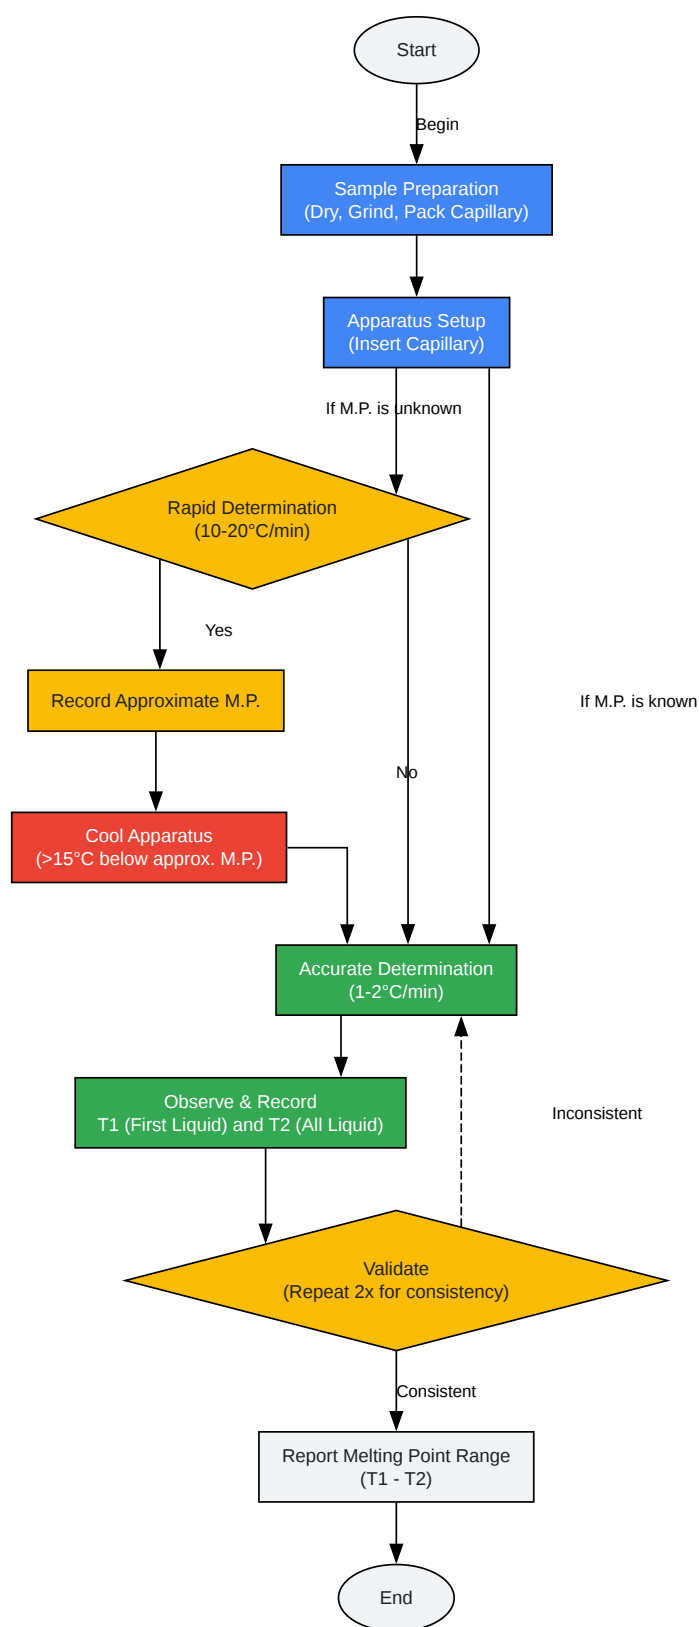 Start
Begin
Sample Preparation
(Dry, Grind, Pack Capillary)
Apparatus Setup
(Insert Capillary)
If M.P. is unknown
Rapid Determination
(10-20°C/min)
Yes
Record Approximate M.P.
If M.P. is known
No
Cool Apparatus
(>15°C below approx. M.P.)
Accurate Determination
(1-2°C/min)
Observe & Record
T1 (First Liquid) and T2 (All Liquid)
Inconsistent
Validate
(Repeat 2x for consistency)
Consistent
Report Melting Point Range
(T1 - T2)
End